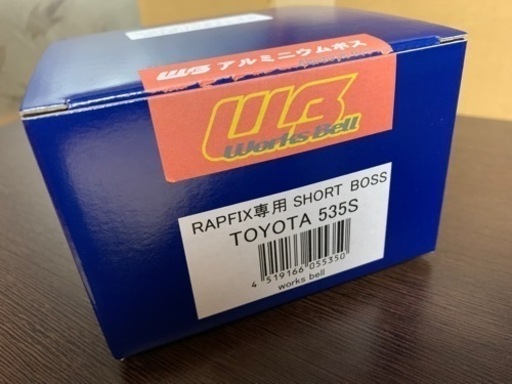 WB アルミニウムボス
WB
Works Bell
RAPFIX専用 SHORT BOSS
TOYOTA 535S
4 519166 055350
works bell